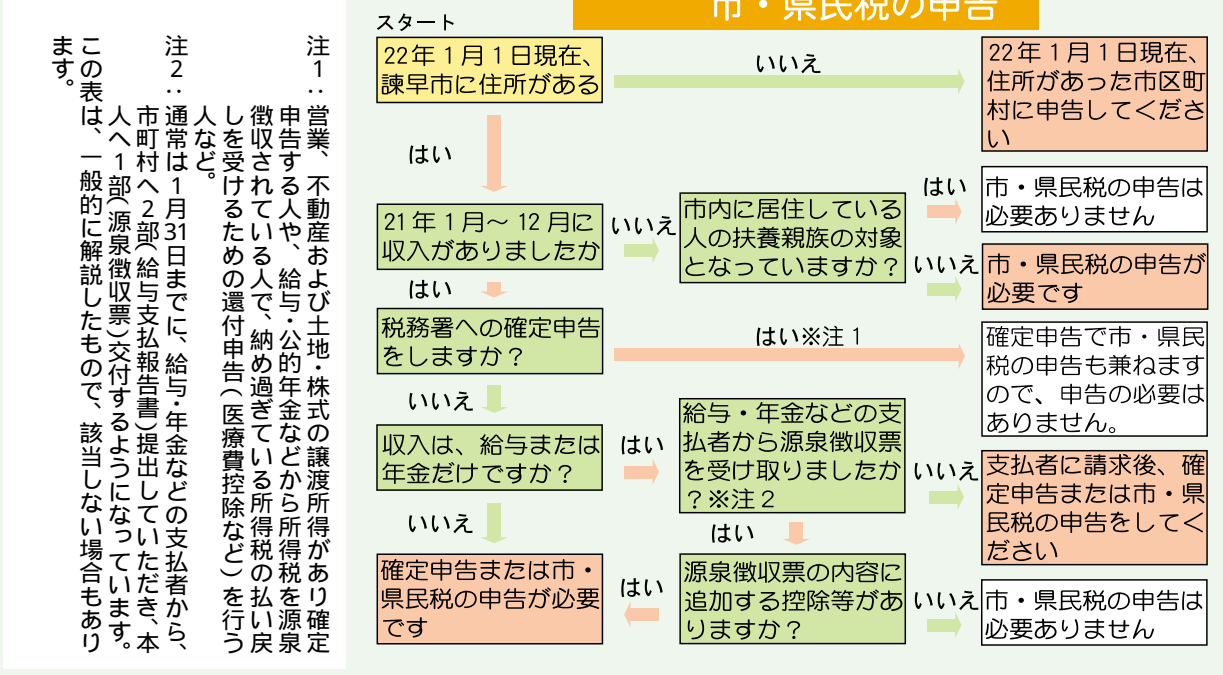 市・県民税の申告
スタート
22年1月1日現在、
諫早市に住所がある
いいえ
22年1月1日現在、
住所があった市区町
村に申告してくださ
い
はい
21年1月～12月に
収入がありましたか
いいえ
市内に居住している
人の扶養親族の対象
となっていますか？
はい
市・県民税の申告は
必要ありません
いいえ
市・県民税の申告が
必要です
はい
税務署への確定申告
をしますか？
はい※注1
確定申告で市・県民
税の申告も兼ねます
ので、申告の必要は
ありません。
いいえ
収入は、給与または
年金だけですか？
はい
給与・年金などの支
払者から源泉徴収票
を受け取りましたか
？※注2
いいえ
支払者に請求後、確
定申告または市・県
民税の申告をしてく
ださい
いいえ
はい
確定申告または市・
県民税の申告が必要
です
はい
源泉徴収票の内容に
追加する控除等があ
りますか？
いいえ
市・県民税の申告は
必要ありません
注1：営業、不動産および土地・株式の譲渡所得があり確定
申告する人や、給与・公的年金などから所得税を源泉
徴収されている人で、納め過ぎている所得税の払い戻
しを受けるための還付申告（医療費控除など）を行う
人など。
注2：通常は1月31日までに、給与・年金などの支払者から、
市町村へ2部（給与支払報告書）提出していただき、本
人へ1部（源泉徴収票）交付するようになっています。
この表は、一般的に解説したもので、該当しない場合もあり
ます。